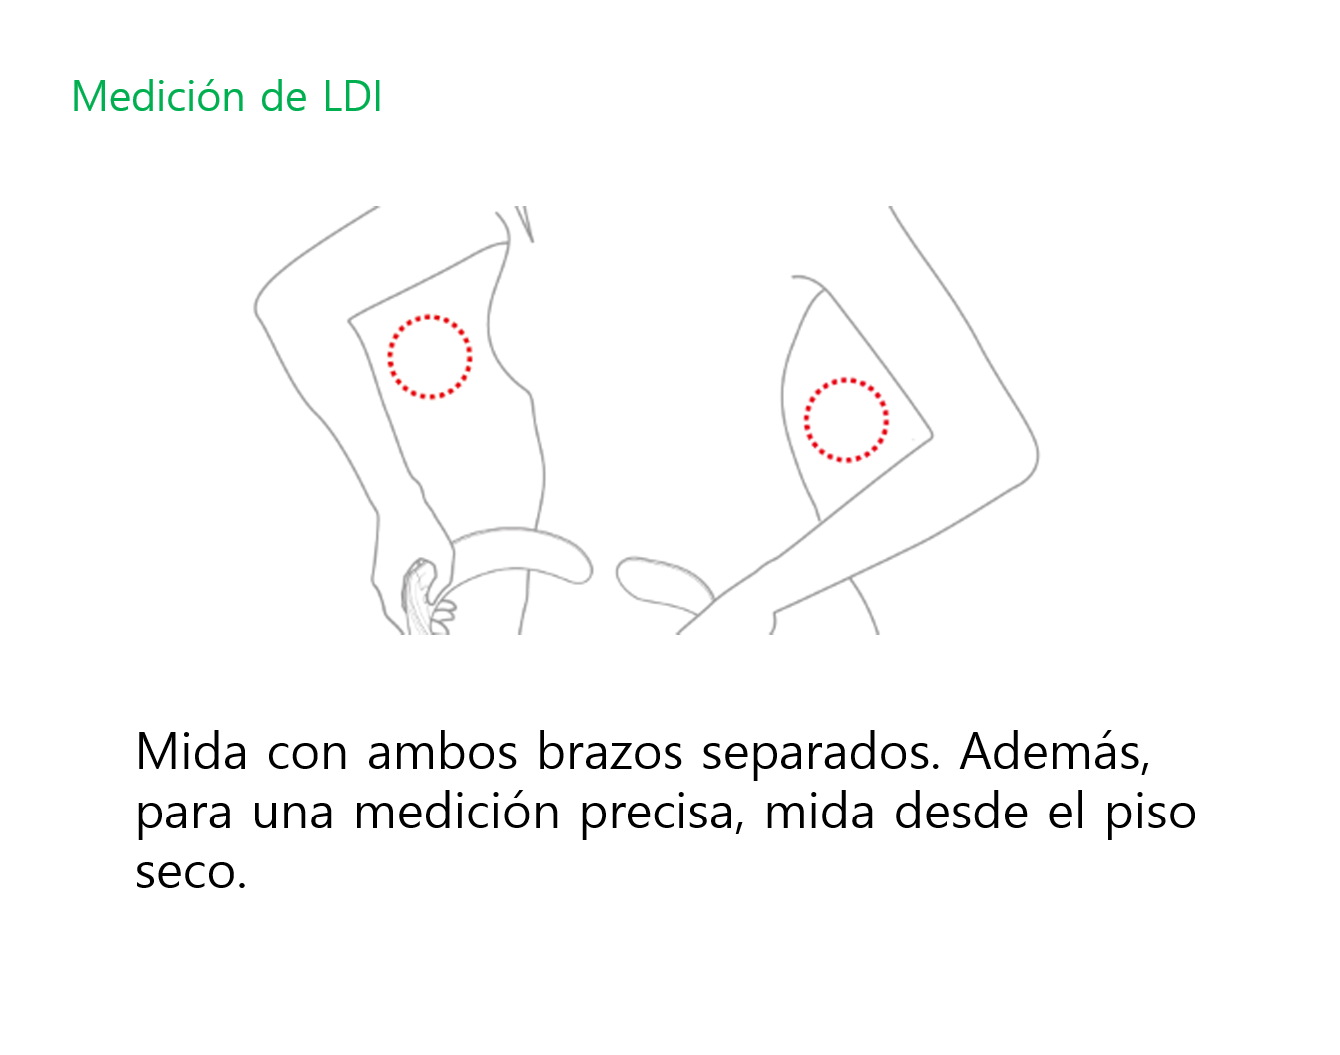 Medición de LDI
Mida con ambos brazos separados. Además,
para una medición precisa, mida desde el piso
seco.